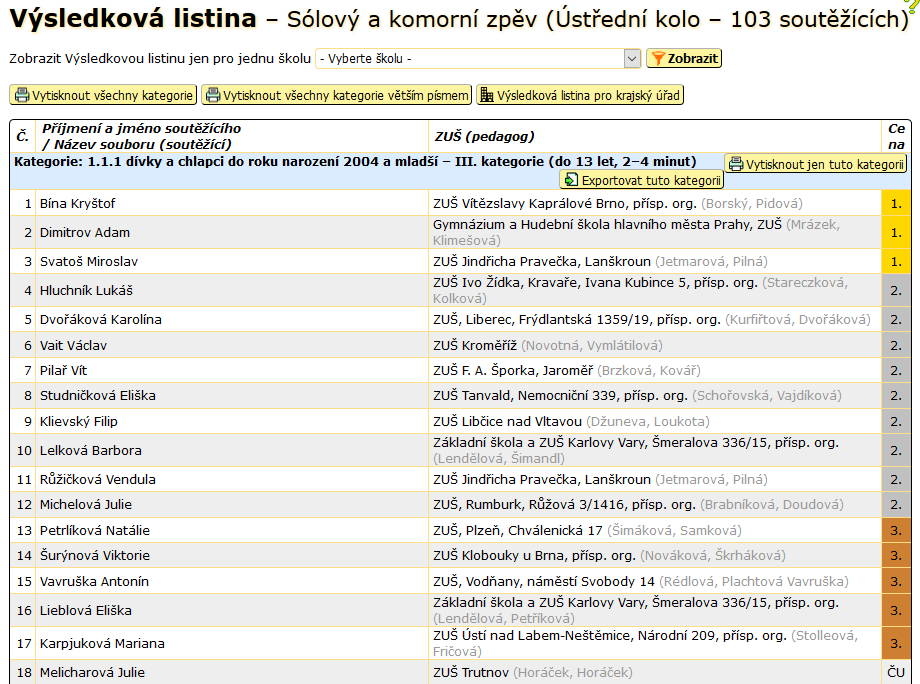 Výsledková listina – Sólový a komorní zpěv (Ústřední kolo – 103 soutěžících)
Zobrazit Výsledkovou listinu jen pro jednu školu - Vyberte školu - Zobrazit
Vytisknout všechny kategorie Vytisknout všechny kategorie větším písmem Výsledková listina pro krajský úřad
Č. Příjmení a jméno soutěžícího
/ Název souboru (soutěžící) ZUŠ (pedagog) Ce
na
Kategorie: 1.1.1 dívky a chlapci do roku narození 2004 a mladší – III. kategorie (do 13 let, 2–4 minut) Vytisknout jen tuto kategorii
Exportovat tuto kategorii
1 Bína Kryštof ZUŠ Vítězslavy Kaprálové Brno, přísp. org. (Borský, Pidová) 1.
2 Dimitrov Adam Gymnázium a Hudební škola hlavního města Prahy, ZUŠ (Mrázek,
Klimešová) 1.
3 Svatoš Miroslav ZUŠ Jindřicha Pravečka, Lanškroun (Jetmarová, Pilná) 1.
4 Hluchník Lukáš ZUŠ Ivo Žídka, Kravaře, Ivana Kubince 5, přísp. org. (Stareczková,
Kolková) 2.
5 Dvořáková Karolína ZUŠ, Liberec, Frýdlantská 1359/19, přísp. org. (Kurfiřtová, Dvořáková) 2.
6 Vait Václav ZUŠ Kroměříž (Novotná, Vymlátilová) 2.
7 Pilař Vít ZUŠ F. A. Šporka, Jaroměř (Brzková, Kovář) 2.
8 Studničková Eliška ZUŠ Tanvald, Nemocniční 339, přísp. org. (Schořovská, Vajdíková) 2.
9 Klievský Filip ZUŠ Libčice nad Vltavou (Džuneva, Loukota) 2.
10 Lelková Barbora Základní škola a ZUŠ Karlovy Vary, Šmeralova 336/15, přísp. org.
(Lendělová, Šimandl) 2.
11 Růžičková Vendula ZUŠ Jindřicha Pravečka, Lanškroun (Jetmarová, Pilná) 2.
12 Michelová Julie ZUŠ, Rumburk, Růžová 3/1416, přísp. org. (Brabníková, Doudová) 2.
13 Petrlíková Natálie ZUŠ, Plzeň, Chválenická 17 (Šimáková, Samková) 3.
14 Šurýnová Viktorie ZUŠ Klobouky u Brna, přísp. org. (Nováková, Škrháková) 3.
15 Vavruška Antonín ZUŠ, Vodňany, náměstí Svobody 14 (Rédlová, Plachtová Vavruška) 3.
16 Lieblová Eliška Základní škola a ZUŠ Karlovy Vary, Šmeralova 336/15, přísp. org.
(Lendělová, Petříková) 3.
17 Karpjuková Mariana ZUŠ Ústí nad Labem-Neštěmice, Národní 209, přísp. org. (Stolleová,
Fričová) 3.
18 Melicharová Julie ZUŠ Trutnov (Horáček, Horáček) ČU